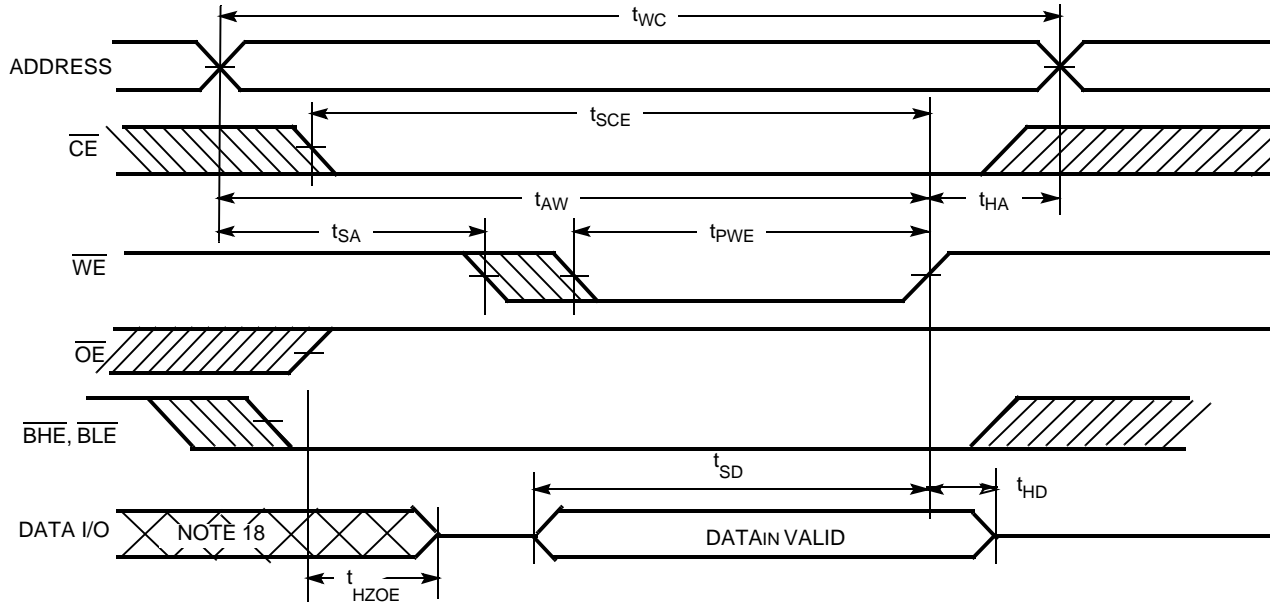 tWC
ADDRESS
tSCE
CE
tAW
tHA
tSA
tPWE
WE
OE
BHE, BLE
tSD
tHD
DATA I/O
NOTE 18
DATAIN VALID
tHZOE